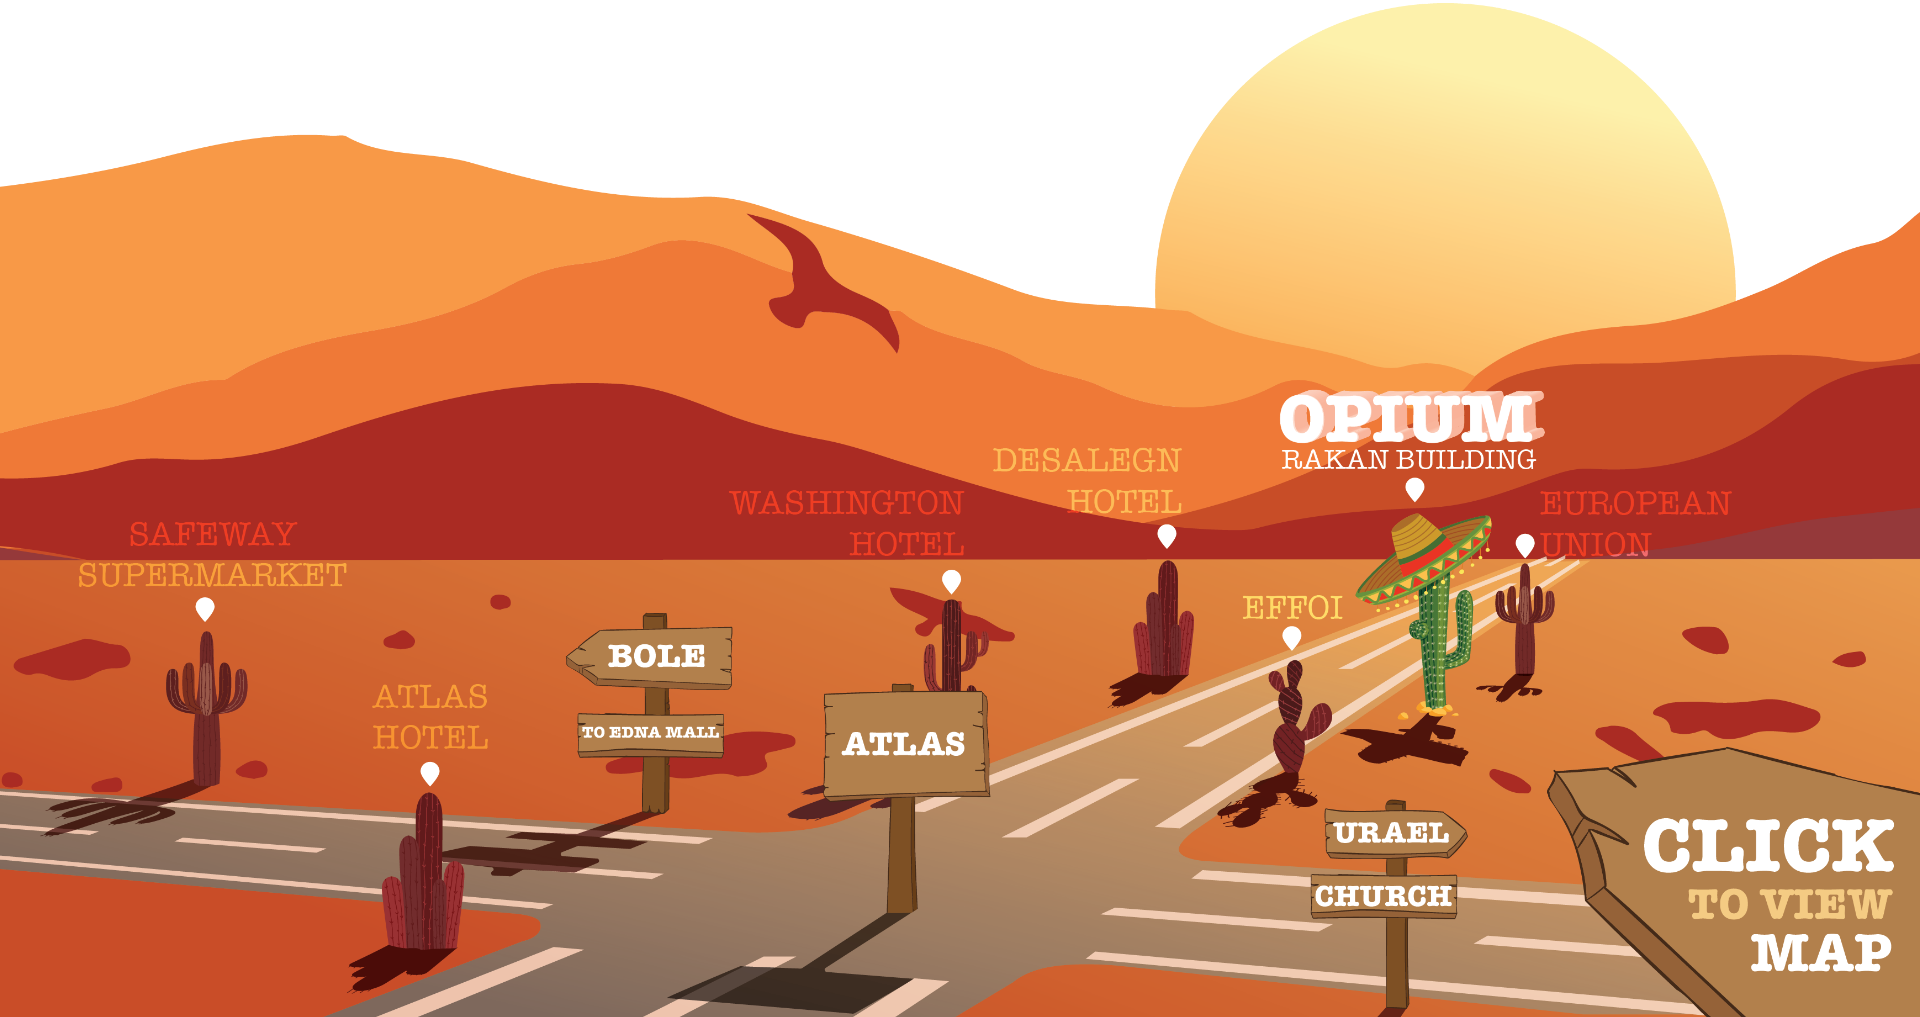 OPIUM
RAKAN BUILDING
DESALEGN
HOTEL
WASHINGTON
HOTEL
EUROPEAN
UNION
SAFEWAY
SUPERMARKET
EFFOI
BOLE
TO EDNA MALL
ATLAS
HOTEL
ATLAS
URAEL
CHURCH
CLICK
TO VIEW
MAP